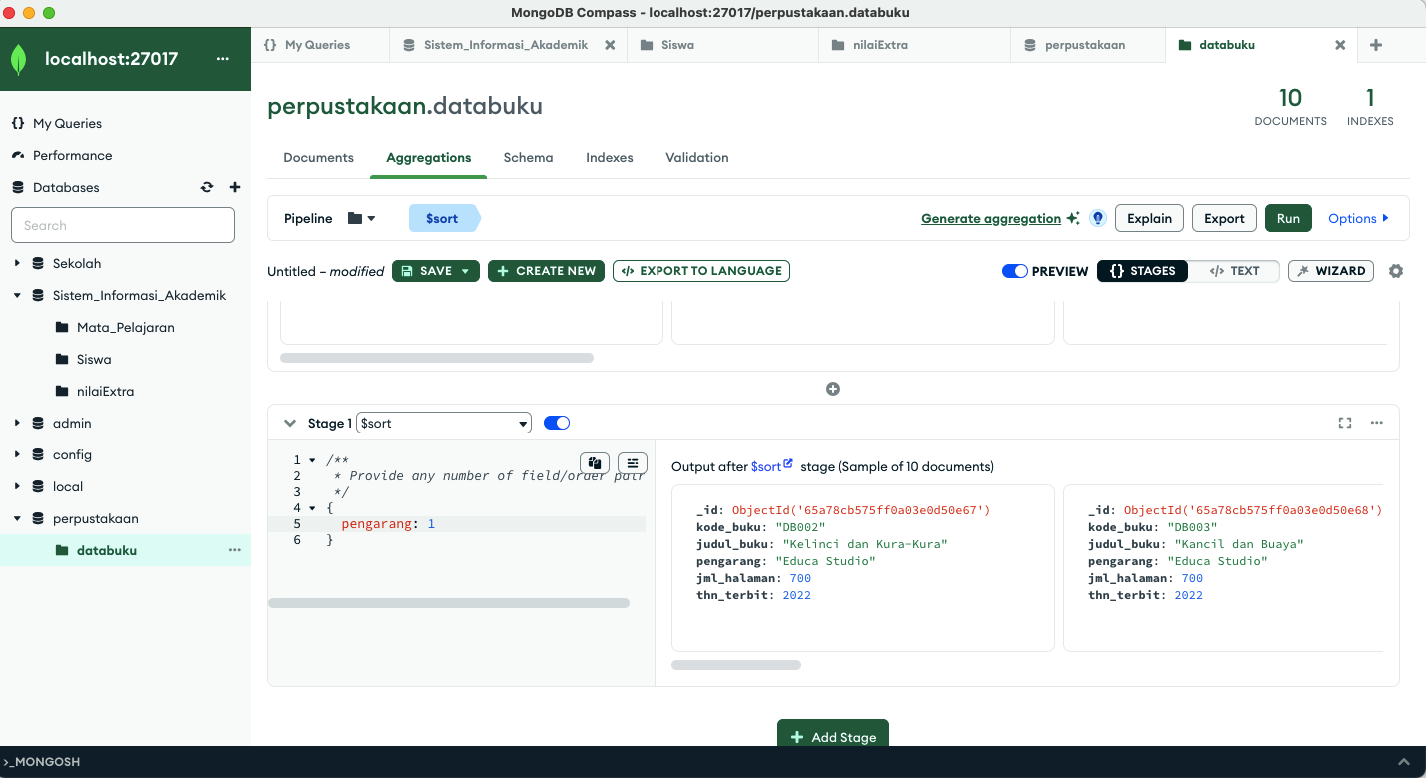 MongoDB Compass - localhost:27017/perpustakaan.databuku
localhost:27017
My Queries
Performance
Databases
Search
Sekolah
Sistem_Informasi_Akademik
Mata_Pelajaran
Siswa
nilaiExtra
admin
config
local
perpustakaan
databuku
{} My Queries
Sistem_Informasi_Akademik
Siswa
nilaiExtra
perpustakaan
databuku
perpustakaan.databuku
10
DOCUMENTS
1
INDEXES
Documents
Aggregations
Schema
Indexes
Validation
Pipeline
$sort
Generate aggregation
Explain
Export
Run
Options
Untitled – modified
SAVE
CREATE NEW
EXPORT TO LANGUAGE
PREVIEW
{} STAGES
</> TEXT
WIZARD
Stage 1
$sort
1 /**
2 * Provide any number of field/order pair
3 */
4 {
5 pengarang: 1
6 }
Output after $sort stage (Sample of 10 documents)
_id: ObjectId('65a78cb575ff0a03e0d50e67')
kode_buku: "DB002"
judul_buku: "Kelinci dan Kura-Kura"
pengarang: "Educa Studio"
jml_halaman: 700
thn_terbit: 2022
_id: ObjectId('65a78cb575ff0a03e0d50e68')
kode_buku: "DB003"
judul_buku: "Kancil dan Buaya"
pengarang: "Educa Studio"
jml_halaman: 700
thn_terbit: 2022
Add Stage
>_MONGOSH